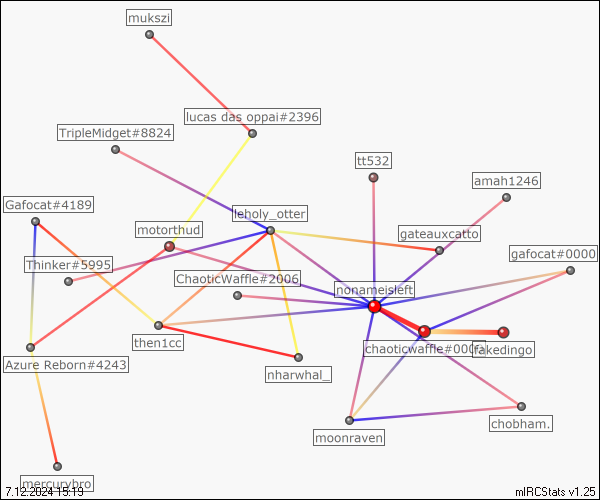 mukszi
lucas das oppai#2396
TripleMidget#8824
tt532
amah1246
Gafocat#4189
leholy_otter
motorthud
gateauxcatto
gafocat#0000
Thinker#5995
ChaoticWaffle#2006
nonameisleft
then1cc
chaoticwaffle#000
fakedingo
Azure Reborn#4243
nharwhal_
chobham.
moonraven
mercurybro
7.12.2024 15:19
mIRCStats v1.25